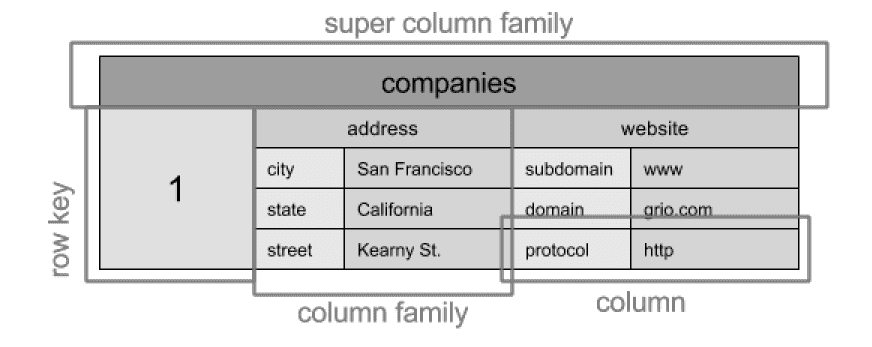 super column family
companies
address website
city San Francisco subdomain www
state California domain grio.com
street Kearny St. protocol http
1
row key
column family
column